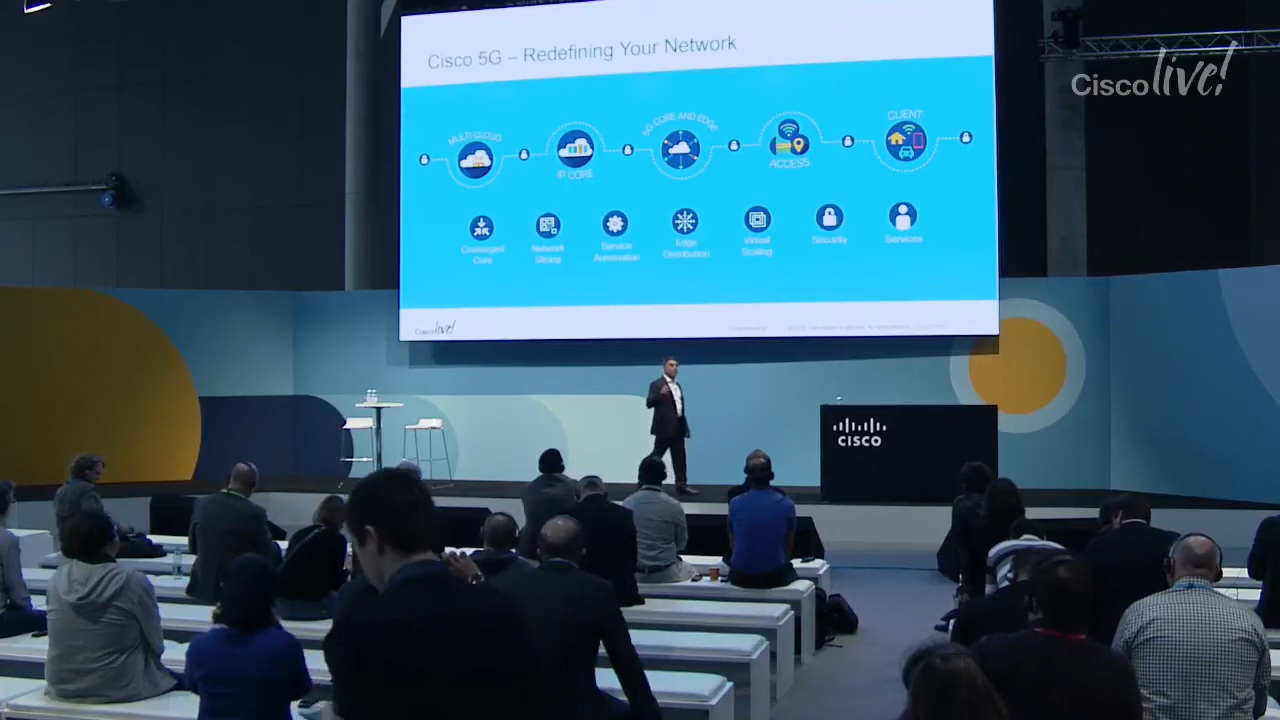 Cisco 5G – Redefining Your Network
Cisco live!
MULTI-CLOUD
IP CORE
5G CORE AND EDGE
ACCESS
CLIENT
Converged
Core
Network
Slicing
Service
Automation
Edge
Distribution
Virtual
Scaling
Security
Services
Cisco live!
CISCO